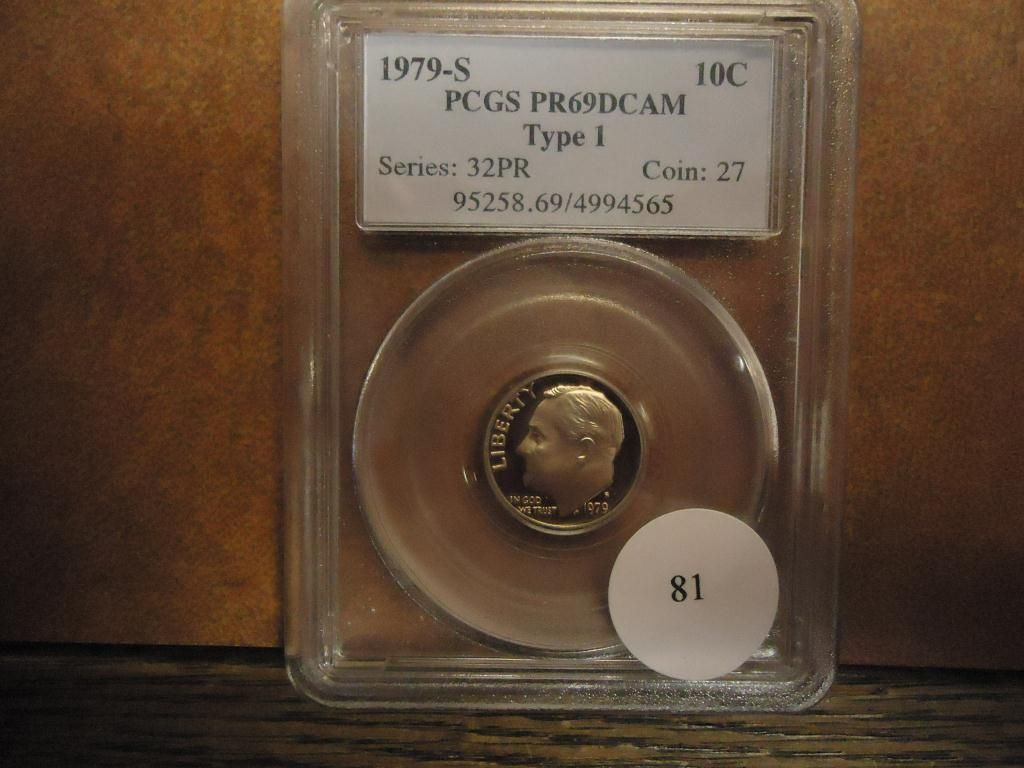 1979-S 10C
PCGS PR69DCAM
Type 1
Series: 32PR Coin: 27
95258.69/4994565
LIBERTY
IN GOD
WE TRUST
1979
81